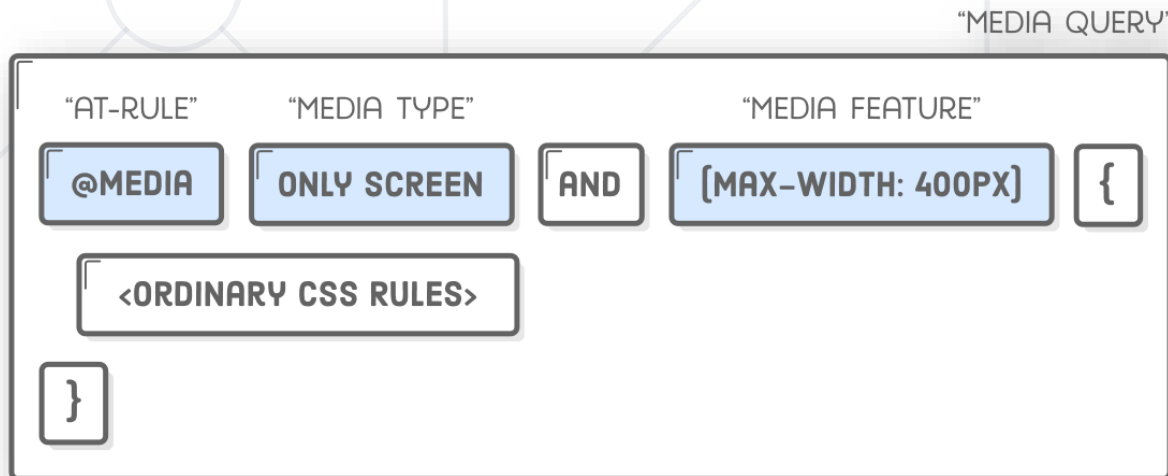 “MEDIA QUERY”
“AT-RULE” “MEDIA TYPE” “MEDIA FEATURE”
@MEDIA ONLY SCREEN AND (MAX-WIDTH: 400PX) {
<ORDINARY CSS RULES>
}